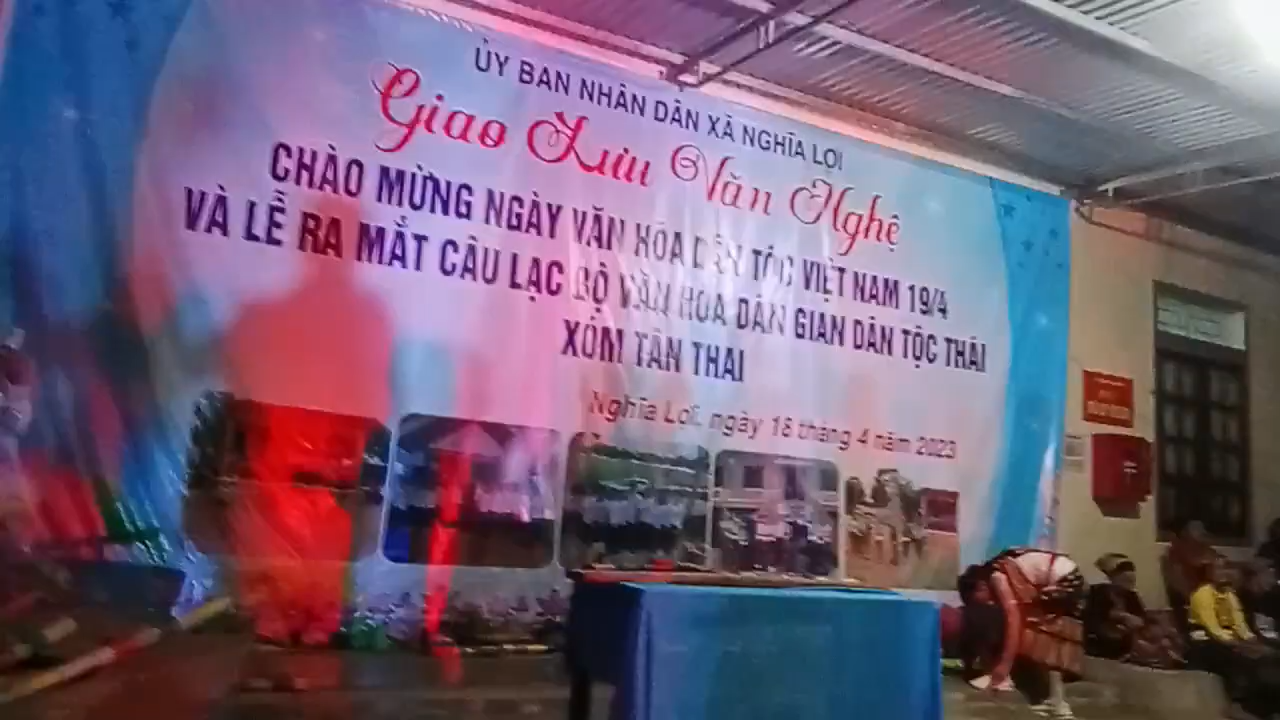 ỦY BAN NHÂN DÂN XÃ NGHĨA LỢI
Giao Lưu Văn Nghệ
CHÀO MỪNG NGÀY VĂN HÓA DÂN TỘC VIỆT NAM 19/4
VÀ LỄ RA MẮT CÂU LẠC BỘ VĂN HÓA DÂN GIAN DÂN TỘC THÁI
XÓM TÂN THAI
Nghĩa Lợi, ngày 18 tháng 4 năm 2023